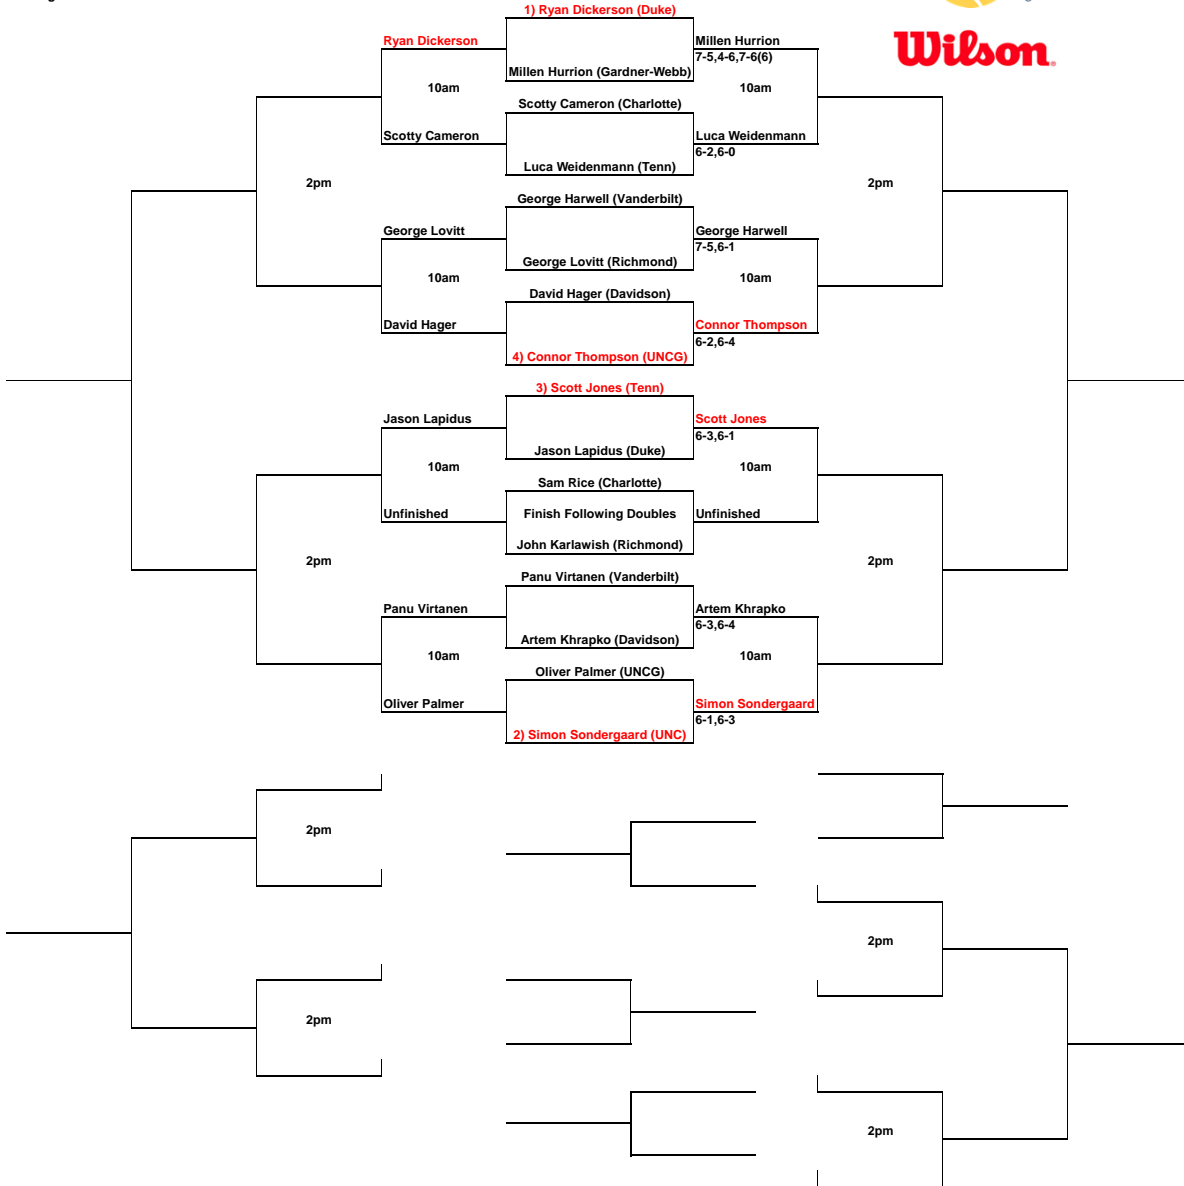 1) Ryan Dickerson (Duke)
Ryan Dickerson
Millen Hurrion
7-5,4-6,7-6(6)
Wilson
Millen Hurrion (Gardner-Webb)
10am
10am
Scotty Cameron (Charlotte)
Scotty Cameron
Luca Weidenmann
6-2,6-0
Luca Weidenmann (Tenn)
2pm
2pm
George Harwell (Vanderbilt)
George Lovitt
George Harwell
7-5,6-1
George Lovitt (Richmond)
10am
10am
David Hager (Davidson)
David Hager
Connor Thompson
6-2,6-4
4) Connor Thompson (UNCG)
3) Scott Jones (Tenn)
Jason Lapidus
Scott Jones
6-3,6-1
Jason Lapidus (Duke)
10am
10am
Sam Rice (Charlotte)
Unfinished
Finish Following Doubles
Unfinished
John Karlawish (Richmond)
2pm
2pm
Panu Virtanen (Vanderbilt)
Panu Virtanen
Artem Khrapko
6-3,6-4
Artem Khrapko (Davidson)
10am
10am
Oliver Palmer (UNCG)
Oliver Palmer
Simon Sondergaard
6-1,6-3
2) Simon Sondergaard (UNC)
2pm
2pm
2pm
2pm